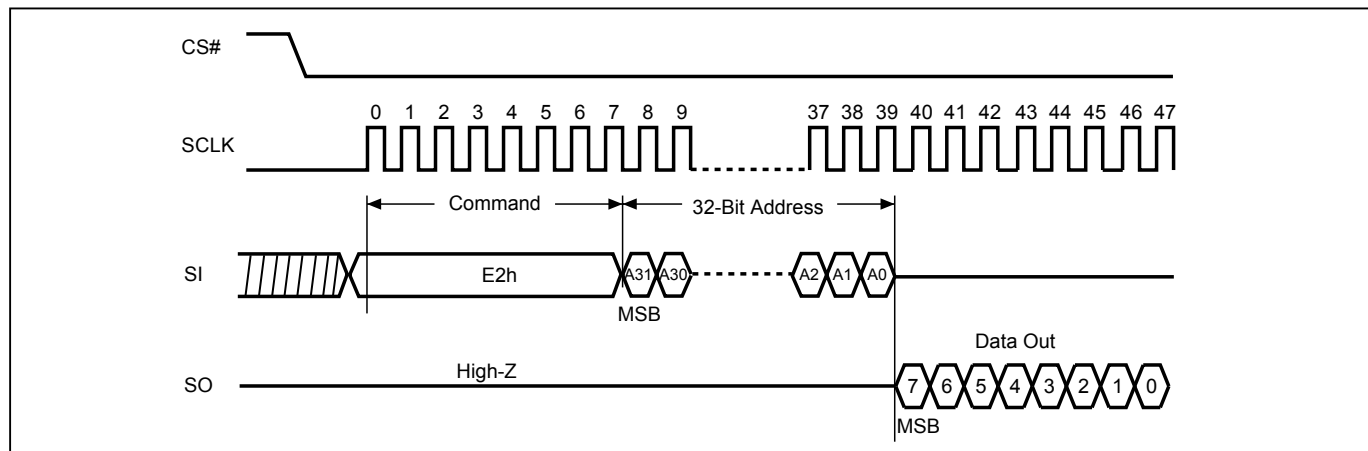 CS#
0 1 2 3 4 5 6 7 8 9 37 38 39 40 41 42 43 44 45 46 47
SCLK
Command 32-Bit Address
SI E2h A31 A30 A2 A1 A0
MSB
Data Out
High-Z
SO 7 6 5 4 3 2 1 0
MSB